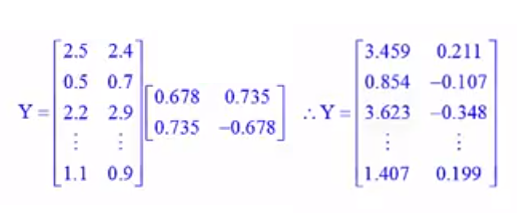 Y = [2.5 2.4; 0.5 0.7; 2.2 2.9; ⋮ ⋮; 1.1 0.9] [0.678 0.735; 0.735 −0.678] ∴ Y = [3.459 0.211; 0.854 −0.107; 3.623 −0.348; ⋮ ⋮; 1.407 0.199]